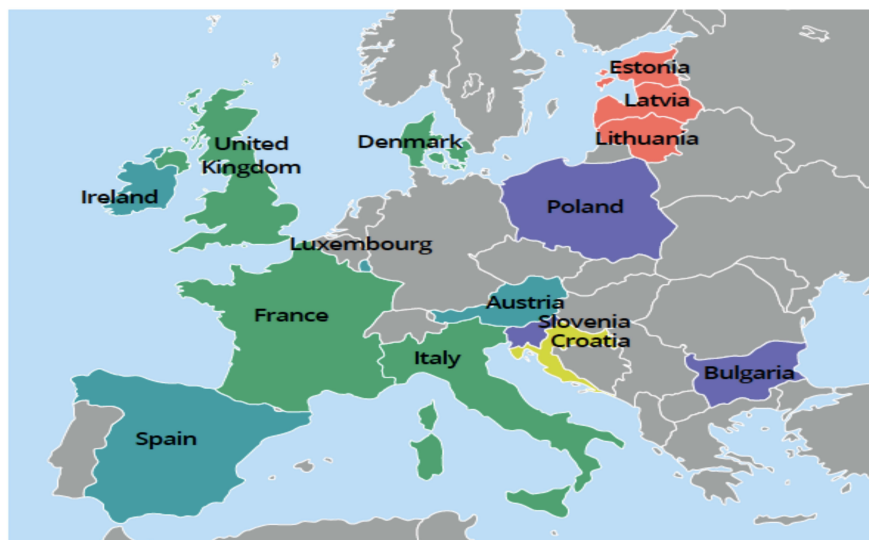 Estonia
Latvia
Lithuania
United
Kingdom
Denmark
Ireland
Poland
Luxembourg
Austria
France
Slovenia
Croatia
Italy
Bulgaria
Spain